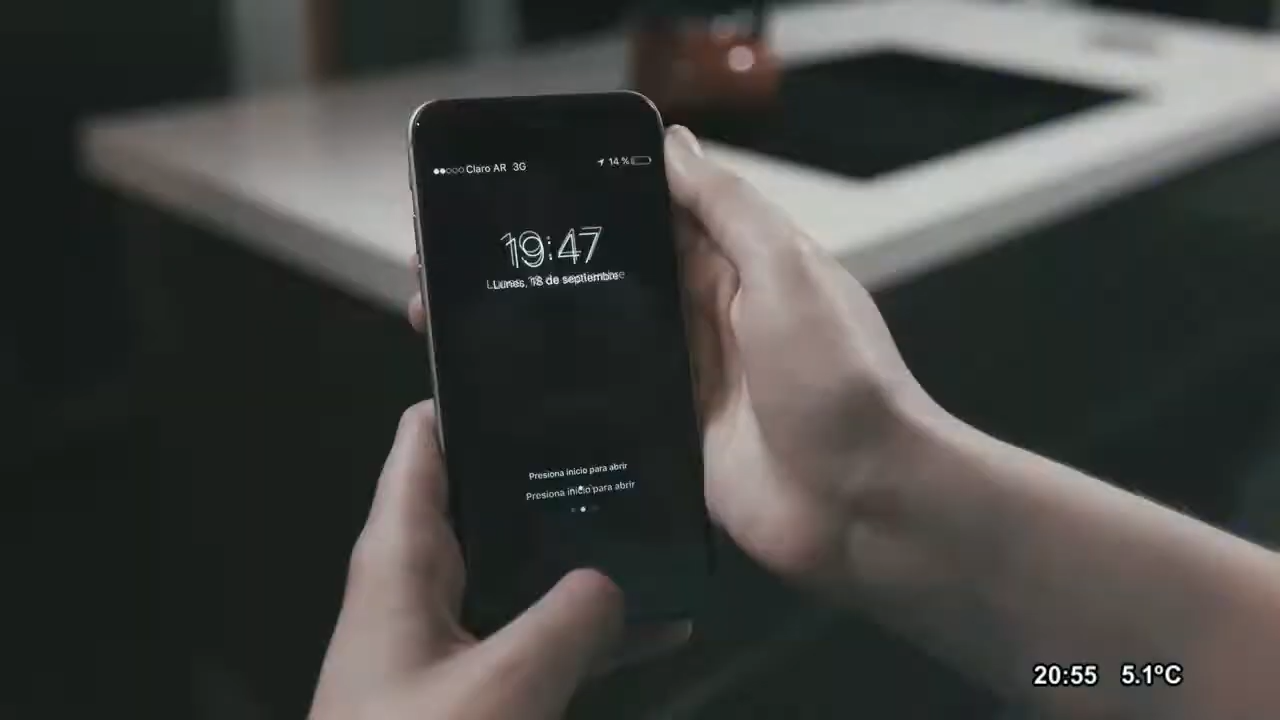 Claro AR 3G 14 %
19:47
Lunes, 18 de septiembre
Presiona inicio para abrir
Presiona inicio para abrir
20:55 5.1ºC